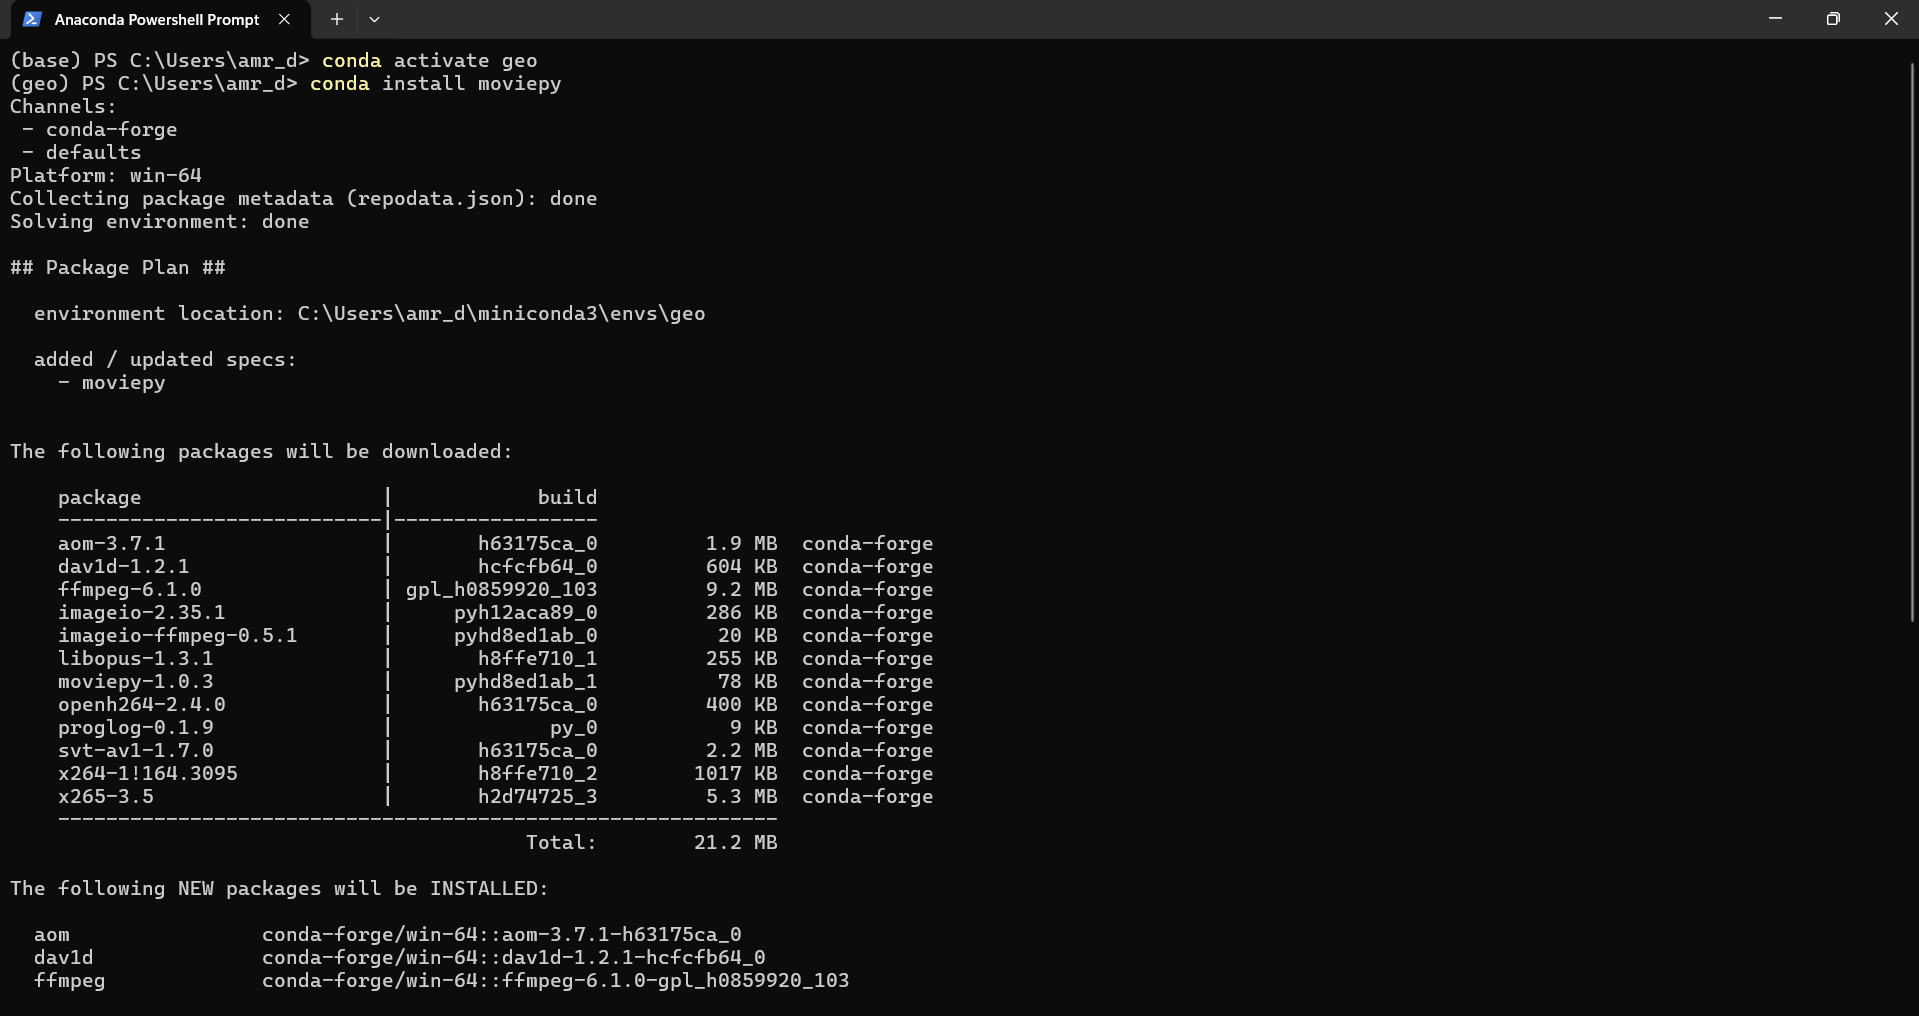 Anaconda Powershell Prompt
(base) PS C:\Users\amr_d> conda activate geo
(geo) PS C:\Users\amr_d> conda install moviepy
Channels:
 - conda-forge
 - defaults
Platform: win-64
Collecting package metadata (repodata.json): done
Solving environment: done
## Package Plan ##
  environment location: C:\Users\amr_d\miniconda3\envs\geo
  added / updated specs:
    - moviepy
The following packages will be downloaded:
    package                    |            build
    ---------------------------|-----------------
    aom-3.7.1                  |       h63175ca_0         1.9 MB  conda-forge
    dav1d-1.2.1                |       hcfcfb64_0         604 KB  conda-forge
    ffmpeg-6.1.0               | gpl_h0859920_103         9.2 MB  conda-forge
    imageio-2.35.1             |     pyh12aca89_0         286 KB  conda-forge
    imageio-ffmpeg-0.5.1       |     pyhd8ed1ab_0          20 KB  conda-forge
    libopus-1.3.1              |       h8ffe710_1         255 KB  conda-forge
    moviepy-1.0.3              |     pyhd8ed1ab_1          78 KB  conda-forge
    openh264-2.4.0             |       h63175ca_0         400 KB  conda-forge
    proglog-0.1.9              |             py_0           9 KB  conda-forge
    svt-av1-1.7.0              |       h63175ca_0         2.2 MB  conda-forge
    x264-1!164.3095            |       h8ffe710_2        1017 KB  conda-forge
    x265-3.5                   |       h2d74725_3         5.3 MB  conda-forge
    ------------------------------------------------------------
                                           Total:        21.2 MB
The following NEW packages will be INSTALLED:
  aom                conda-forge/win-64::aom-3.7.1-h63175ca_0
  dav1d              conda-forge/win-64::dav1d-1.2.1-hcfcfb64_0
  ffmpeg             conda-forge/win-64::ffmpeg-6.1.0-gpl_h0859920_103